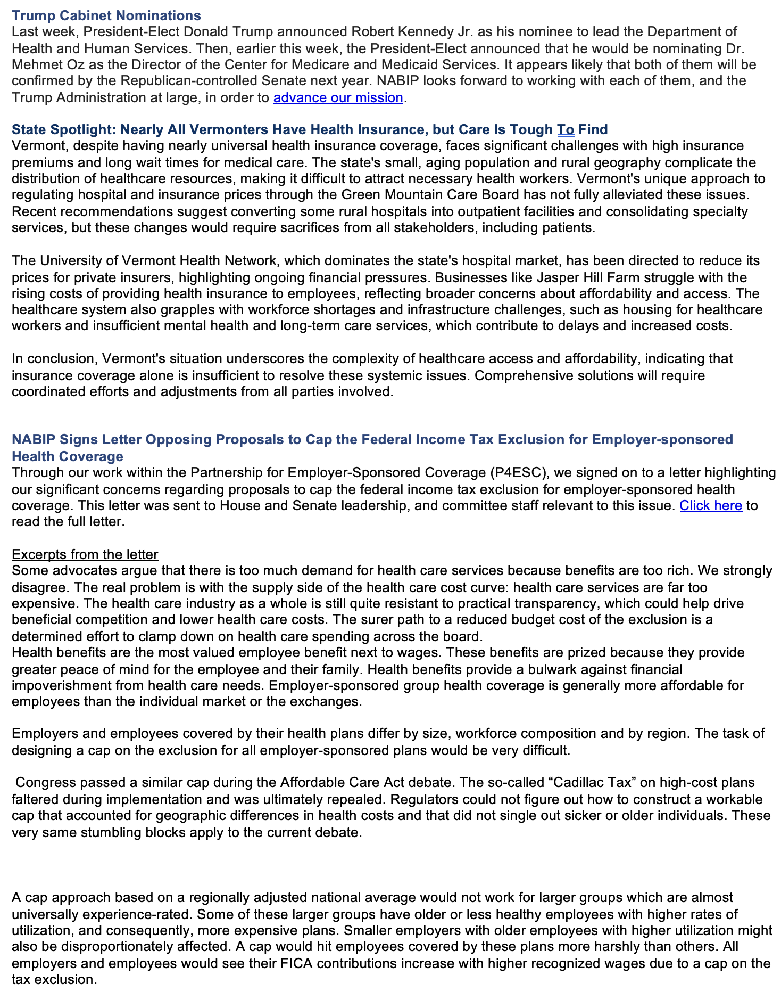 Trump Cabinet Nominations
Last week, President-Elect Donald Trump announced Robert Kennedy Jr. as his nominee to lead the Department of
Health and Human Services. Then, earlier this week, the President-Elect announced that he would be nominating Dr.
Mehmet Oz as the Director of the Center for Medicare and Medicaid Services. It appears likely that both of them will be
confirmed by the Republican-controlled Senate next year. NABIP looks forward to working with each of them, and the
Trump Administration at large, in order to advance our mission.
State Spotlight: Nearly All Vermonters Have Health Insurance, but Care Is Tough To Find
Vermont, despite having nearly universal health insurance coverage, faces significant challenges with high insurance
premiums and long wait times for medical care. The state's small, aging population and rural geography complicate the
distribution of healthcare resources, making it difficult to attract necessary health workers. Vermont's unique approach to
regulating hospital and insurance prices through the Green Mountain Care Board has not fully alleviated these issues.
Recent recommendations suggest converting some rural hospitals into outpatient facilities and consolidating specialty
services, but these changes would require sacrifices from all stakeholders, including patients.
The University of Vermont Health Network, which dominates the state's hospital market, has been directed to reduce its
prices for private insurers, highlighting ongoing financial pressures. Businesses like Jasper Hill Farm struggle with the
rising costs of providing health insurance to employees, reflecting broader concerns about affordability and access. The
healthcare system also grapples with workforce shortages and infrastructure challenges, such as housing for healthcare
workers and insufficient mental health and long-term care services, which contribute to delays and increased costs.
In conclusion, Vermont's situation underscores the complexity of healthcare access and affordability, indicating that
insurance coverage alone is insufficient to resolve these systemic issues. Comprehensive solutions will require
coordinated efforts and adjustments from all parties involved.
NABIP Signs Letter Opposing Proposals to Cap the Federal Income Tax Exclusion for Employer-sponsored
Health Coverage
Through our work within the Partnership for Employer-Sponsored Coverage (P4ESC), we signed on to a letter highlighting
our significant concerns regarding proposals to cap the federal income tax exclusion for employer-sponsored health
coverage. This letter was sent to House and Senate leadership, and committee staff relevant to this issue. Click here to
read the full letter.
Excerpts from the letter
Some advocates argue that there is too much demand for health care services because benefits are too rich. We strongly
disagree. The real problem is with the supply side of the health care cost curve: health care services are far too
expensive. The health care industry as a whole is still quite resistant to practical transparency, which could help drive
beneficial competition and lower health care costs. The surer path to a reduced budget cost of the exclusion is a
determined effort to clamp down on health care spending across the board.
Health benefits are the most valued employee benefit next to wages. These benefits are prized because they provide
greater peace of mind for the employee and their family. Health benefits provide a bulwark against financial
impoverishment from health care needs. Employer-sponsored group health coverage is generally more affordable for
employees than the individual market or the exchanges.
Employers and employees covered by their health plans differ by size, workforce composition and by region. The task of
designing a cap on the exclusion for all employer-sponsored plans would be very difficult.
Congress passed a similar cap during the Affordable Care Act debate. The so-called “Cadillac Tax” on high-cost plans
faltered during implementation and was ultimately repealed. Regulators could not figure out how to construct a workable
cap that accounted for geographic differences in health costs and that did not single out sicker or older individuals. These
very same stumbling blocks apply to the current debate.
A cap approach based on a regionally adjusted national average would not work for larger groups which are almost
universally experience-rated. Some of these larger groups have older or less healthy employees with higher rates of
utilization, and consequently, more expensive plans. Smaller employers with older employees with higher utilization might
also be disproportionately affected. A cap would hit employees covered by these plans more harshly than others. All
employers and employees would see their FICA contributions increase with higher recognized wages due to a cap on the
tax exclusion.